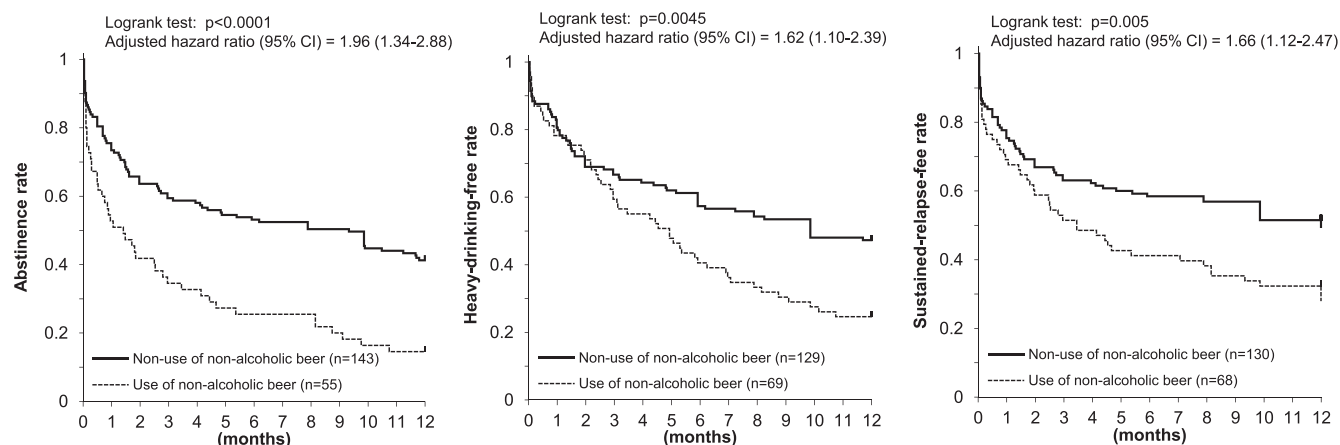 Logrank test: p<0.0001
Adjusted hazard ratio (95% CI) = 1.96 (1.34-2.88)
1
0.8
0.6
0.4
0.2
0
Abstinence rate
Non-use of non-alcoholic beer (n=143)
Use of non-alcoholic beer (n=55)
0 1 2 3 4 5 6 7 8 9 10 11 12
(months)
Logrank test: p=0.0045
Adjusted hazard ratio (95% CI) = 1.62 (1.10-2.39)
1
0.8
0.6
0.4
0.2
0
Heavy-drinking-free rate
Non-use of non-alcoholic beer (n=129)
Use of non-alcoholic beer (n=69)
0 1 2 3 4 5 6 7 8 9 10 11 12
(months)
Logrank test: p=0.005
Adjusted hazard ratio (95% CI) = 1.66 (1.12-2.47)
1
0.8
0.6
0.4
0.2
0
Sustained-relapse-fee rate
Non-use of non-alcoholic beer (n=130)
Use of non-alcoholic beer (n=68)
0 1 2 3 4 5 6 7 8 9 10 11 12
(months)